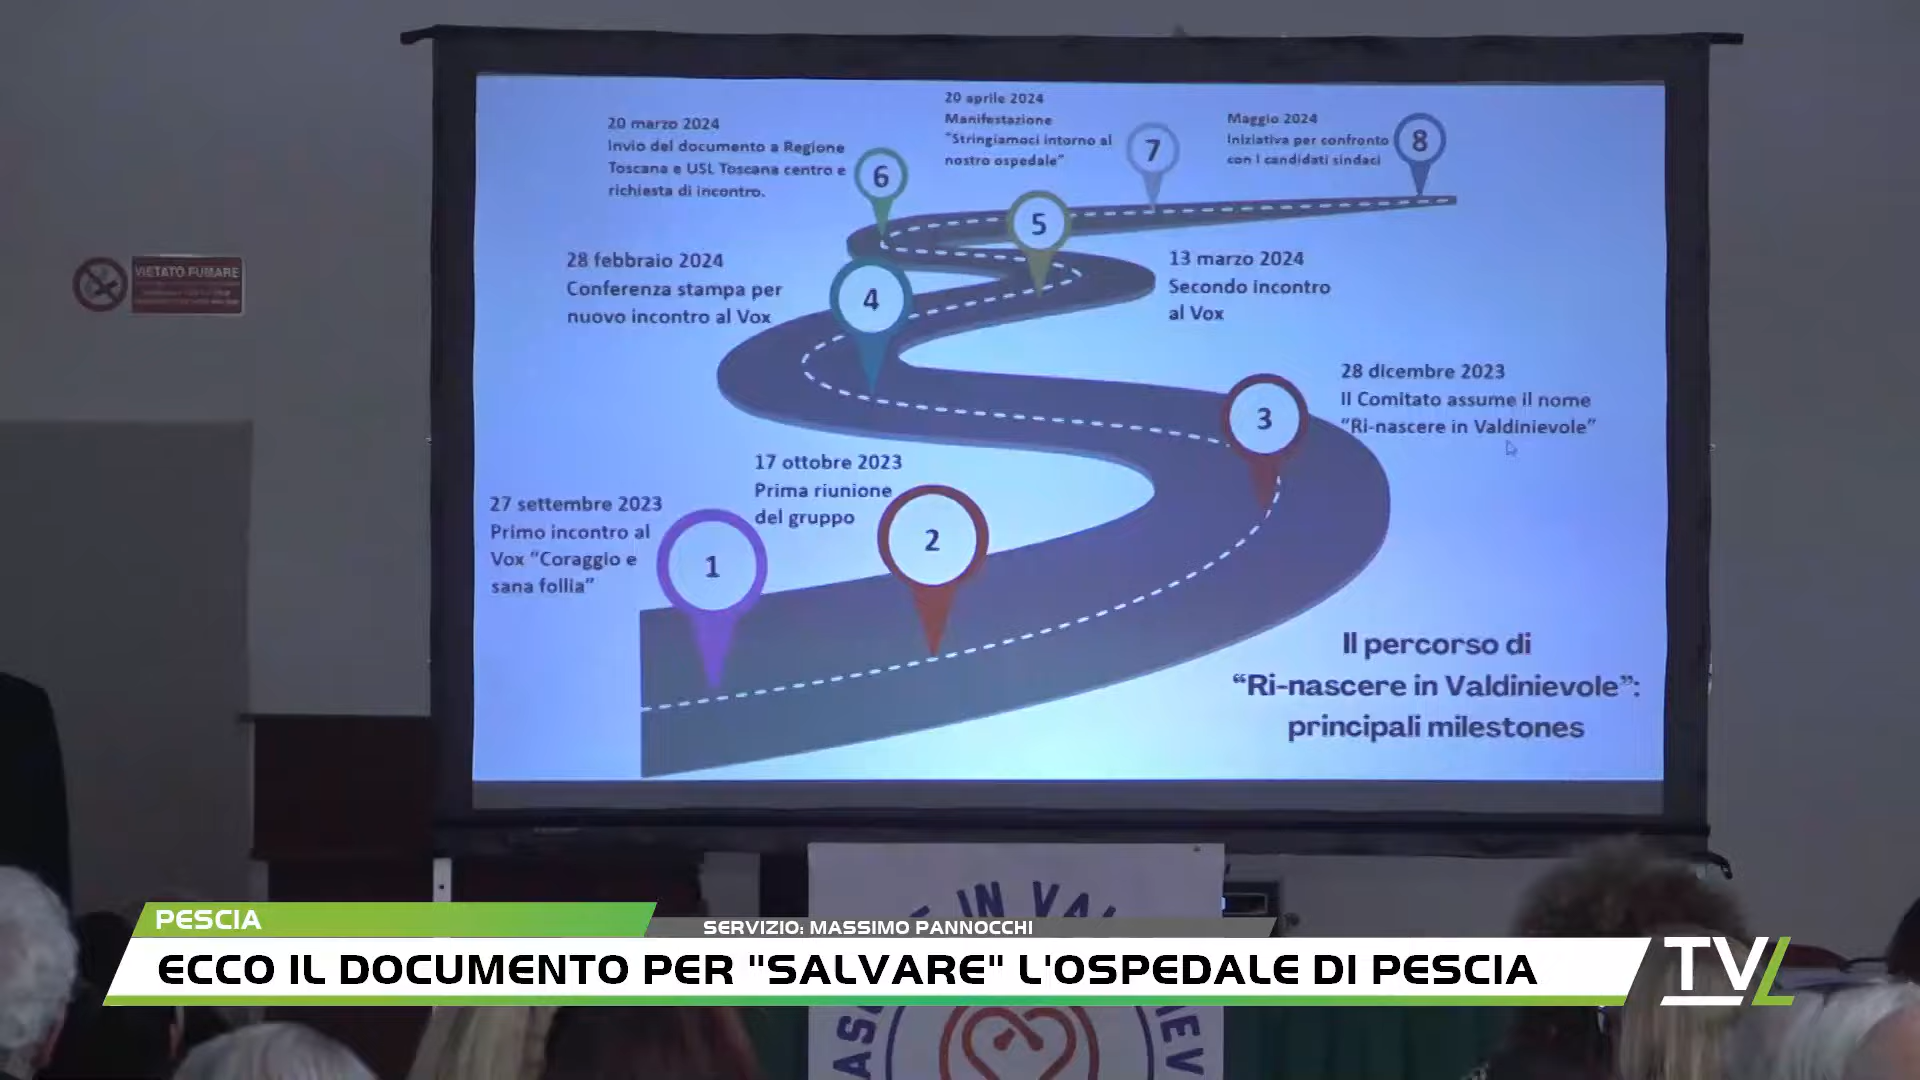 20 aprile 2024
Manifestazione
"Stringiamoci intorno al
nostro ospedale"
7
Maggio 2024
Iniziativa per confronto
con I candidati sindaci
8
20 marzo 2024
Invio del documento a Regione
Toscana e USL Toscana centro e
richiesta di incontro.
6
5
28 febbraio 2024
Conferenza stampa per
nuovo incontro al Vox
4
13 marzo 2024
Secondo incontro
al Vox
VIETATO FUMARE
28 dicembre 2023
Il Comitato assume il nome
"Ri-nascere in Valdinievole"
3
17 ottobre 2023
Prima riunione
del gruppo
2
27 settembre 2023
Primo incontro al
Vox "Coraggio e
sana follia"
1
Il percorso di
“Ri-nascere in Valdinievole”:
principali milestones
IN VAL
PESCIA
SERVIZIO: MASSIMO PANNOCCHI
ECCO IL DOCUMENTO PER "SALVARE" L'OSPEDALE DI PESCIA
TVL